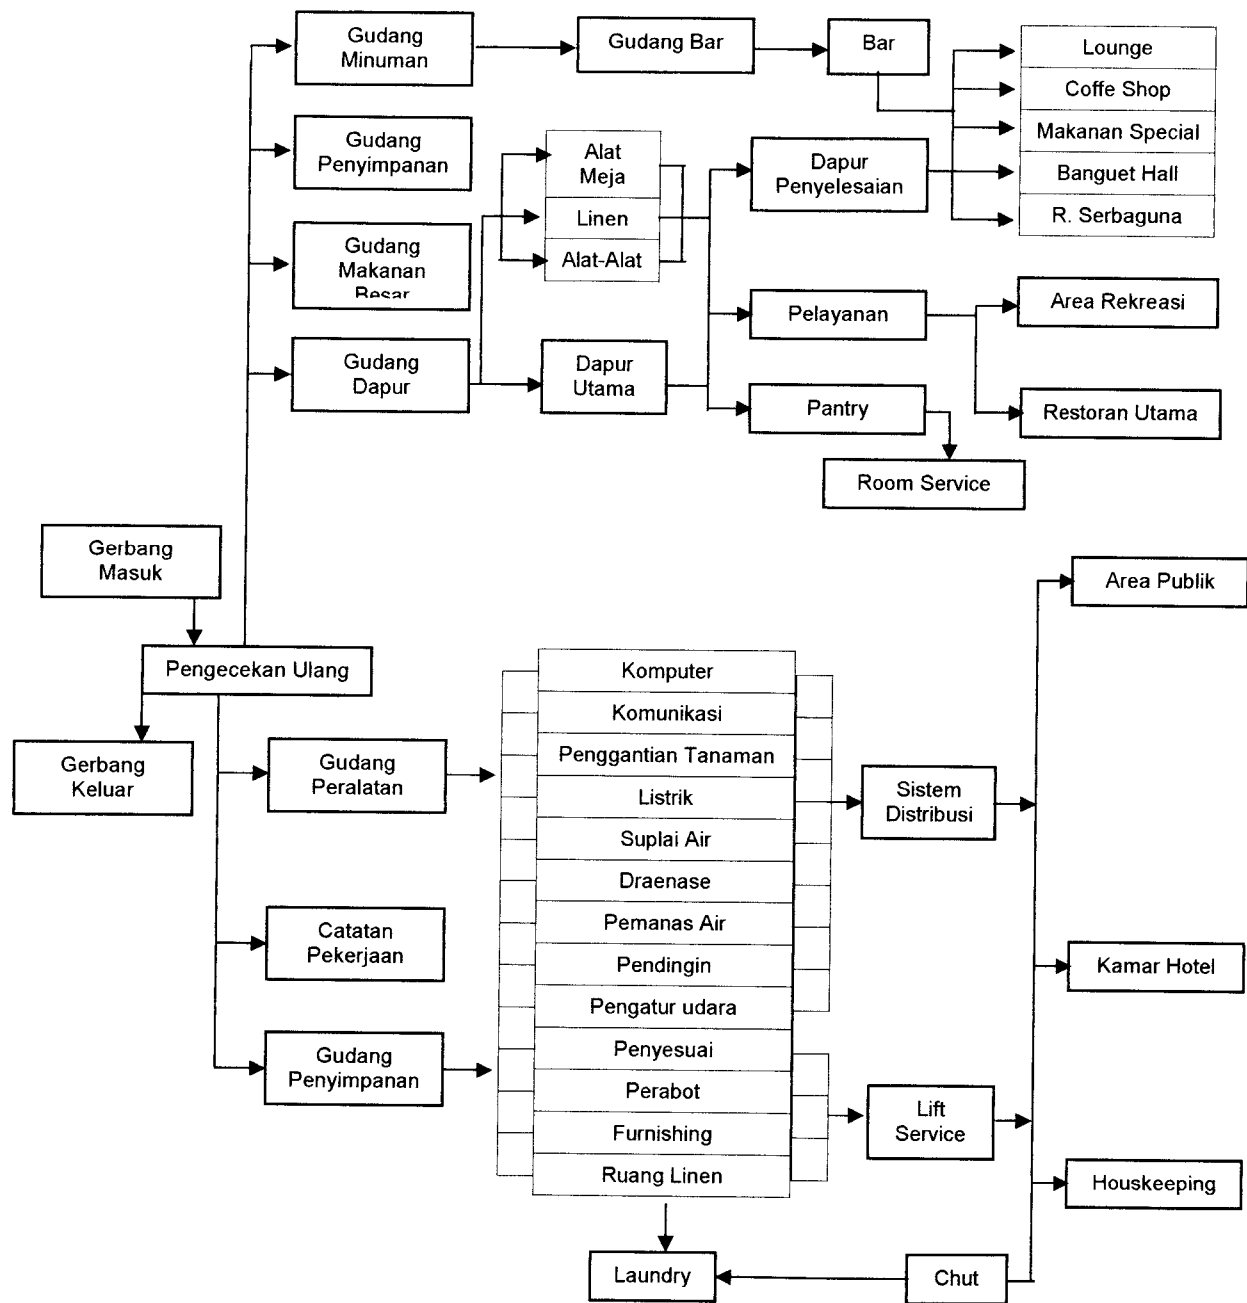 Gudang
Minuman
Gudang Bar
Bar
Lounge
Coffe Shop
Makanan Special
Banguet Hall
R. Serbaguna
Gudang
Penyimpanan
Alat
Meja
Linen
Alat-Alat
Dapur
Penyelesaian
Gudang
Makanan
Besar
Pelayanan
Area Rekreasi
Gudang
Dapur
Dapur
Utama
Pantry
Restoran Utama
Room Service
Gerbang
Masuk
Pengecekan Ulang
Gerbang
Keluar
Gudang
Peralatan
Catatan
Pekerjaan
Gudang
Penyimpanan
Komputer
Komunikasi
Penggantian Tanaman
Listrik
Suplai Air
Draenase
Pemanas Air
Pendingin
Pengatur udara
Penyesuai
Perabot
Furnishing
Ruang Linen
Sistem
Distribusi
Lift
Service
Area Publik
Kamar Hotel
Houskeeping
Laundry
Chut